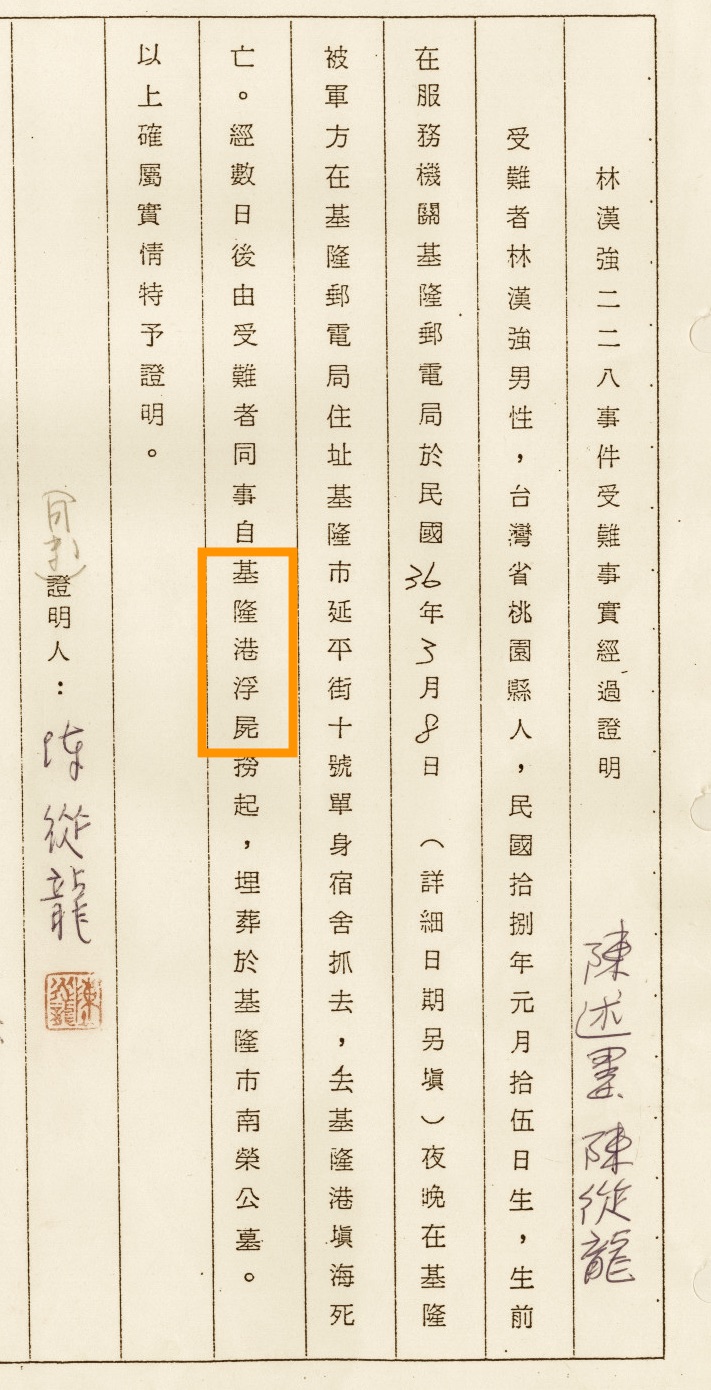 林漢強二二八事件受難事實經過證明 陳述墨 陳從龍
受難者林漢強男性，台灣省桃園縣人，民國拾捌年元月拾伍日生，生前
在服務機關基隆郵電局於民國36年3月8日（詳細日期另填）夜晚在基隆
被軍方在基隆郵電局住址基隆市延平街十號單身宿舍抓去，去基隆港填海死
亡。經數日後由受難者同事自基隆港浮屍撈起，埋葬於基隆市南榮公墓。
以上確屬實情特予證明。
證明人：陳從龍